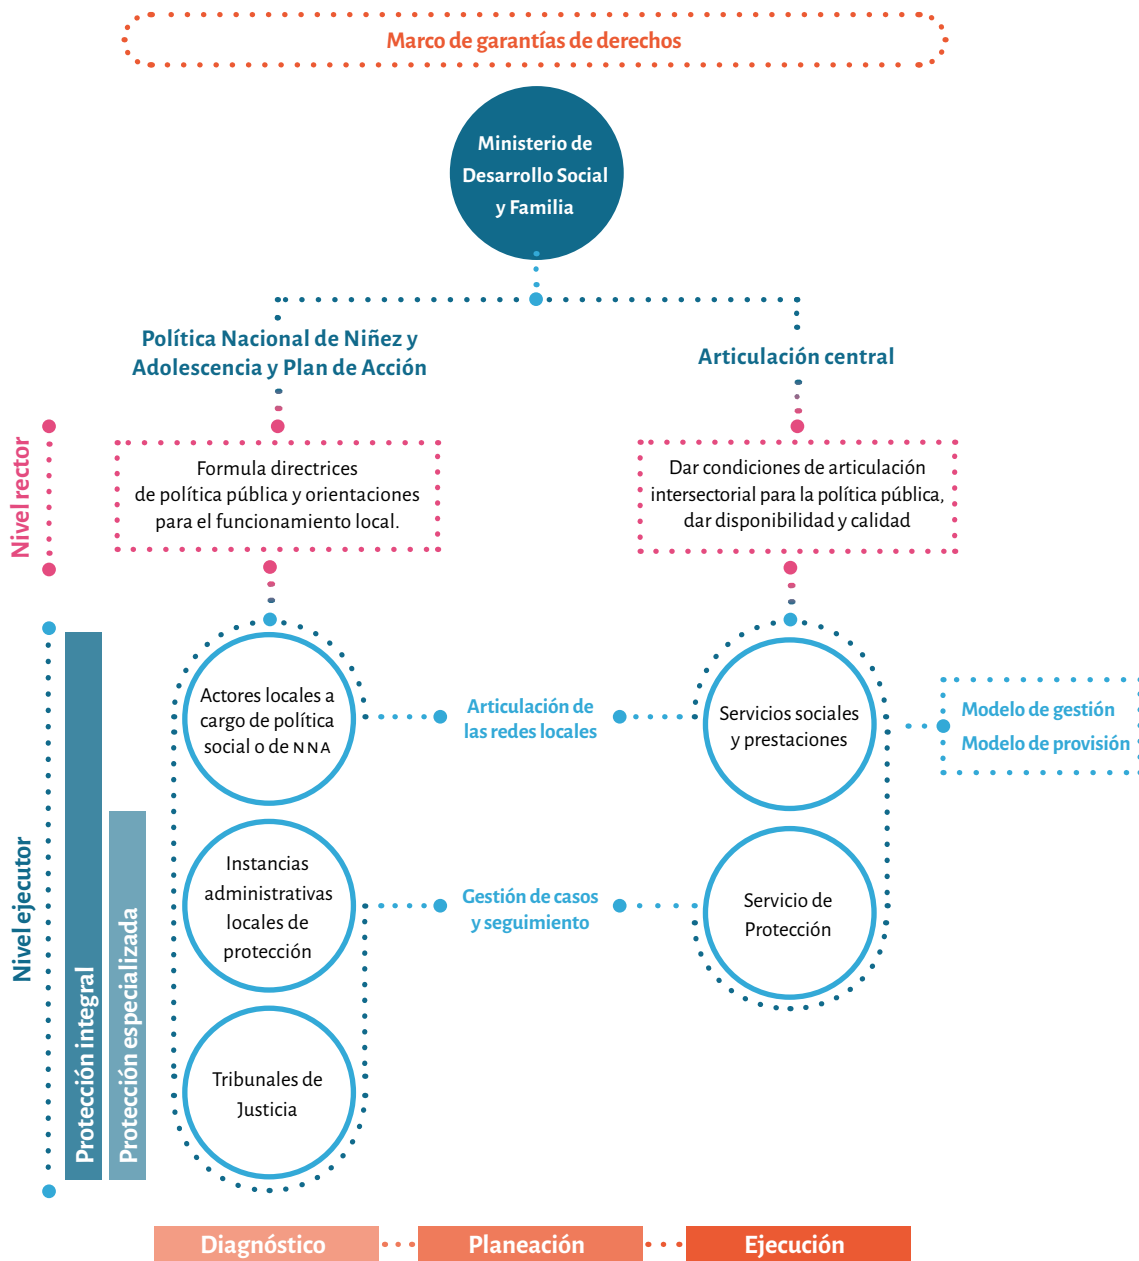 Marco de garantías de derechos
Ministerio de
Desarrollo Social
y Familia
Política Nacional de Niñez y
Adolescencia y Plan de Acción
Articulación central
Nivel rector
Formula directrices
de política pública y orientaciones
para el funcionamiento local.
Dar condiciones de articulación
intersectorial para la política pública,
dar disponibilidad y calidad
Nivel ejecutor
Protección integral
Protección especializada
Actores locales a
cargo de política
social o de NNA
Articulación de
las redes locales
Servicios sociales
y prestaciones
Modelo de gestión
Modelo de provisión
Instancias
administrativas
locales de
protección
Gestión de casos
y seguimiento
Servicio de
Protección
Tribunales de
Justicia
Diagnóstico
Planeación
Ejecución